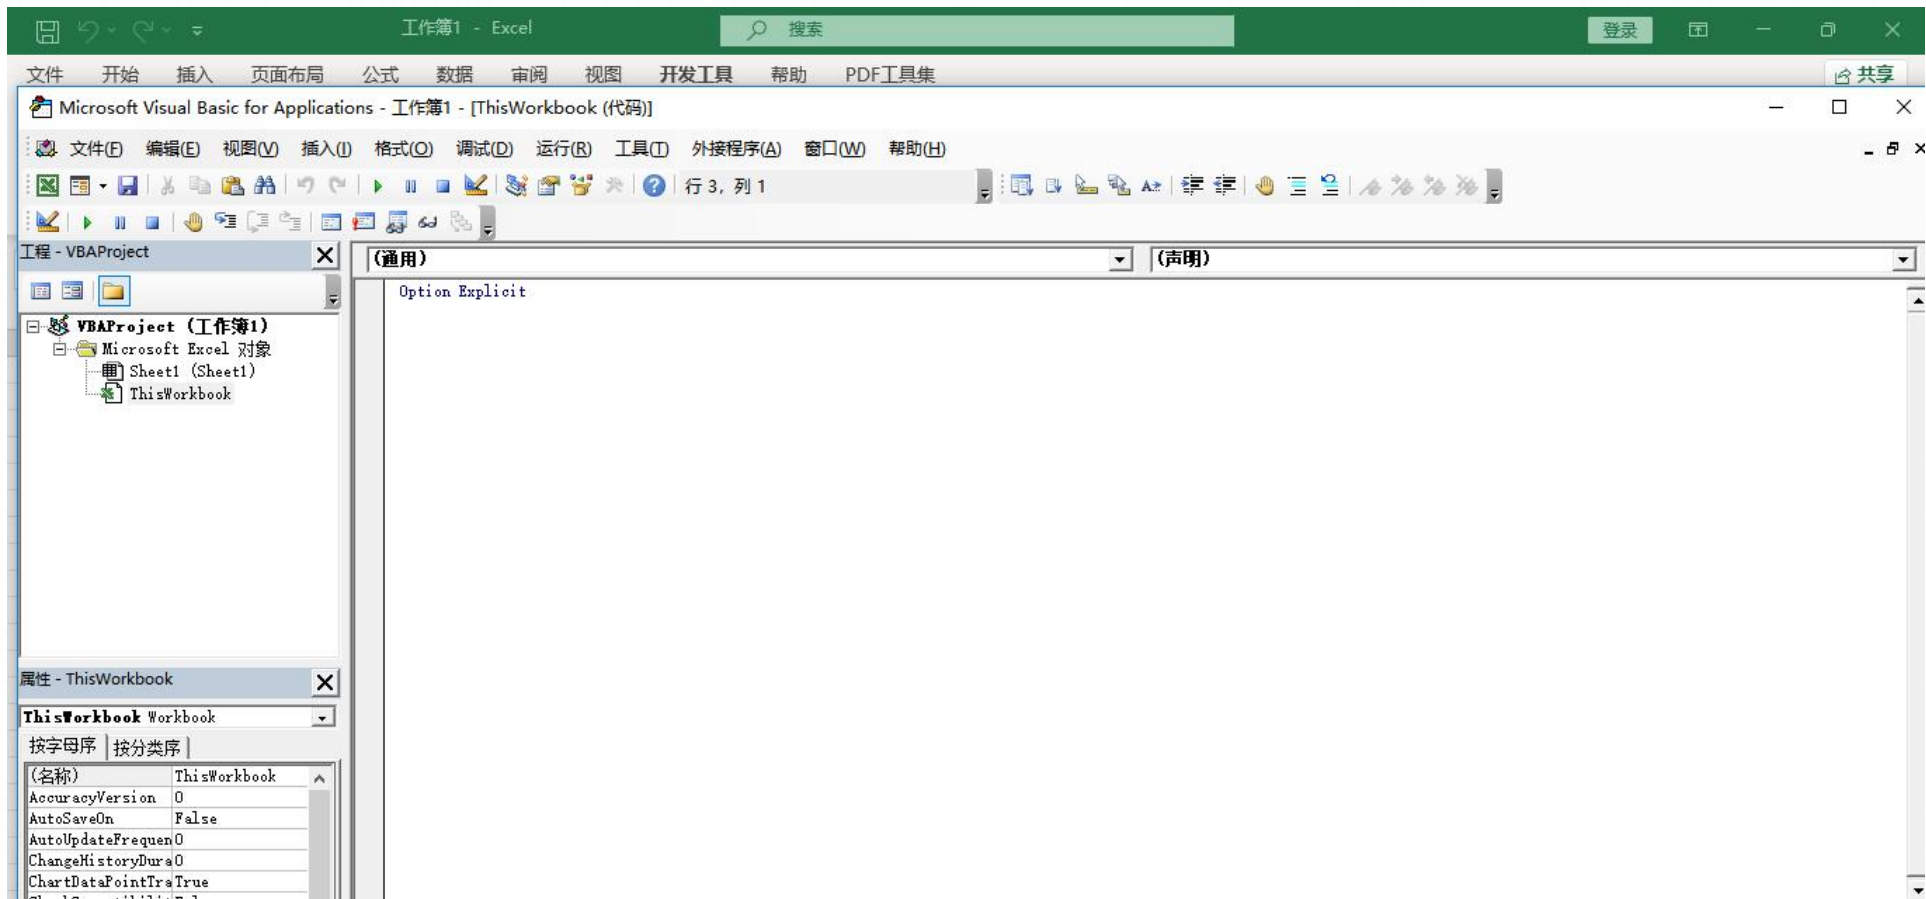 工作簿1 - Excel
搜索
登录
文件 开始 插入 页面布局 公式 数据 审阅 视图 开发工具 帮助 PDF工具集
共享
Microsoft Visual Basic for Applications - 工作簿1 - [ThisWorkbook (代码)]
文件(F) 编辑(E) 视图(V) 插入(I) 格式(O) 调试(D) 运行(R) 工具(T) 外接程序(A) 窗口(W) 帮助(H)
行 3, 列 1
工程 - VBAProject
(通用)
(声明)
Option Explicit
VBAProject (工作簿1)
Microsoft Excel 对象
Sheet1 (Sheet1)
ThisWorkbook
属性 - ThisWorkbook
ThisWorkbook Workbook
按字母序 按分类序
(名称) ThisWorkbook
AccuracyVersion 0
AutoSaveOn False
AutoUpdateFrequen 0
ChangeHistoryDura 0
ChartDataPointTra True